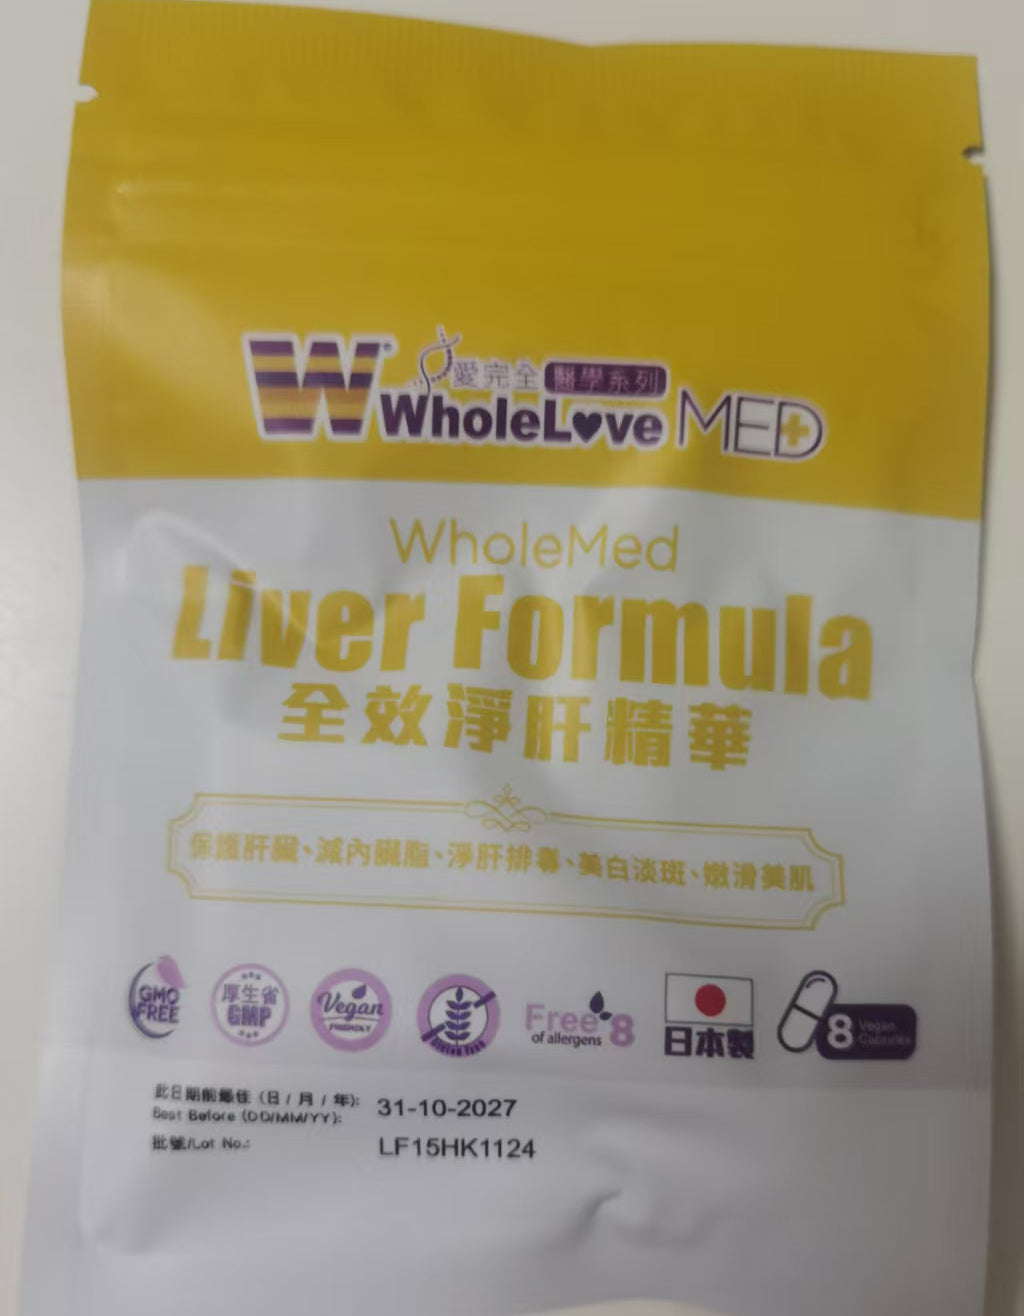 W®
愛完全 醫學系列
WholeLove MED
WholeMed
Liver Formula
全效淨肝精華
保護肝臟、減內臟脂、淨肝排毒、美白淡斑、嫩滑美肌
GMO
FREE
厚生省
GMP
Vegan
FRIENDLY
Gluten Free
Free 8
of allergens
日本製
8 Vegan
Capsules
此日期前最佳（日 / 月 / 年）: 31-10-2027
Best Before (DD/MM/YY):
批號/Lot No.: LF15HK1124